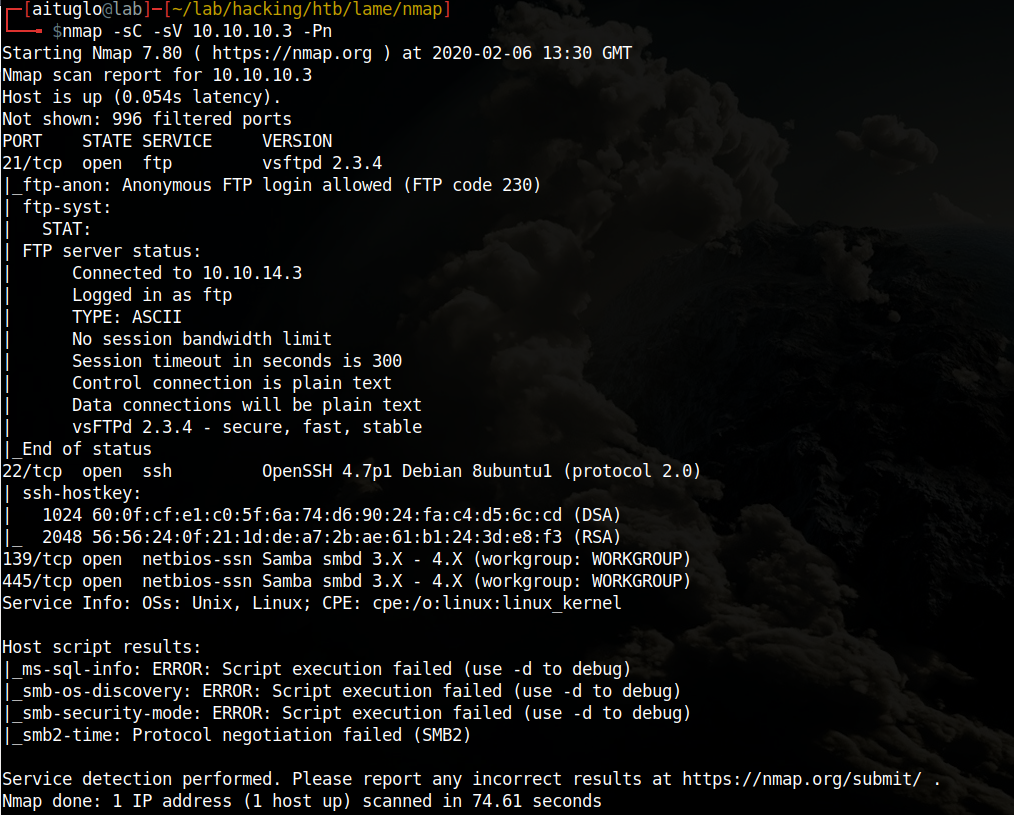 ┌─[aituglo@lab]─[~/lab/hacking/htb/lame/nmap]
└──╼ $nmap -sC -sV 10.10.10.3 -Pn
Starting Nmap 7.80 ( https://nmap.org ) at 2020-02-06 13:30 GMT
Nmap scan report for 10.10.10.3
Host is up (0.054s latency).
Not shown: 996 filtered ports
PORT    STATE SERVICE     VERSION
21/tcp  open  ftp         vsftpd 2.3.4
|_ftp-anon: Anonymous FTP login allowed (FTP code 230)
| ftp-syst:
|   STAT:
| FTP server status:
|      Connected to 10.10.14.3
|      Logged in as ftp
|      TYPE: ASCII
|      No session bandwidth limit
|      Session timeout in seconds is 300
|      Control connection is plain text
|      Data connections will be plain text
|      vsFTPd 2.3.4 - secure, fast, stable
|_End of status
22/tcp  open  ssh         OpenSSH 4.7p1 Debian 8ubuntu1 (protocol 2.0)
| ssh-hostkey:
|   1024 60:0f:cf:e1:c0:5f:6a:74:d6:90:24:fa:c4:d5:6c:cd (DSA)
|_  2048 56:56:24:0f:21:1d:de:a7:2b:ae:61:b1:24:3d:e8:f3 (RSA)
139/tcp open  netbios-ssn Samba smbd 3.X - 4.X (workgroup: WORKGROUP)
445/tcp open  netbios-ssn Samba smbd 3.X - 4.X (workgroup: WORKGROUP)
Service Info: OSs: Unix, Linux; CPE: cpe:/o:linux:linux_kernel

Host script results:
|_ms-sql-info: ERROR: Script execution failed (use -d to debug)
|_smb-os-discovery: ERROR: Script execution failed (use -d to debug)
|_smb-security-mode: ERROR: Script execution failed (use -d to debug)
|_smb2-time: Protocol negotiation failed (SMB2)

Service detection performed. Please report any incorrect results at https://nmap.org/submit/ .
Nmap done: 1 IP address (1 host up) scanned in 74.61 seconds